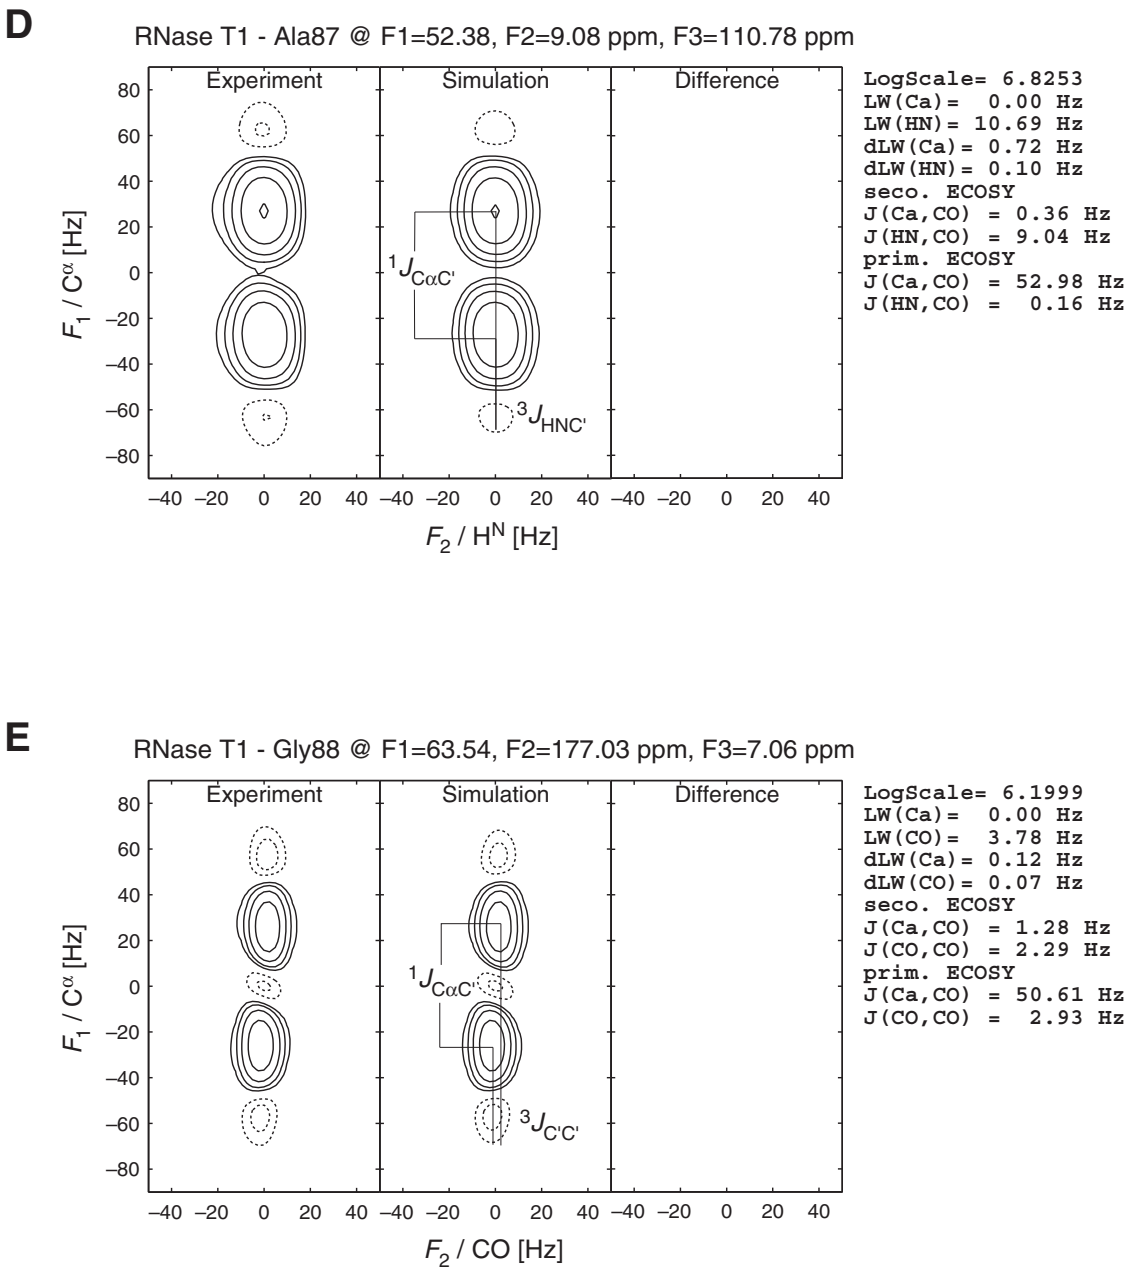 D
RNase T1 - Ala87 @ F1=52.38, F2=9.08 ppm, F3=110.78 ppm
Experiment Simulation Difference
80
60
40
20
0
–20
–40
–60
–80
F1 / Cα [Hz]
1JCαC'
3JHNC'
–40 –20 0 20 40 –40 –20 0 20 40 –40 –20 0 20 40
F2 / HN [Hz]
LogScale= 6.8253
LW(Ca)= 0.00 Hz
LW(HN)= 10.69 Hz
dLW(Ca)= 0.72 Hz
dLW(HN)= 0.10 Hz
seco. ECOSY
J(Ca,CO) = 0.36 Hz
J(HN,CO) = 9.04 Hz
prim. ECOSY
J(Ca,CO) = 52.98 Hz
J(HN,CO) = 0.16 Hz
E
RNase T1 - Gly88 @ F1=63.54, F2=177.03 ppm, F3=7.06 ppm
Experiment Simulation Difference
80
60
40
20
0
–20
–40
–60
–80
F1 / Cα [Hz]
1JCαC'
3JC'C'
–40 –20 0 20 40 –40 –20 0 20 40 –40 –20 0 20 40
F2 / CO [Hz]
LogScale= 6.1999
LW(Ca)= 0.00 Hz
LW(CO)= 3.78 Hz
dLW(Ca)= 0.12 Hz
dLW(CO)= 0.07 Hz
seco. ECOSY
J(Ca,CO) = 1.28 Hz
J(CO,CO) = 2.29 Hz
prim. ECOSY
J(Ca,CO) = 50.61 Hz
J(CO,CO) = 2.93 Hz